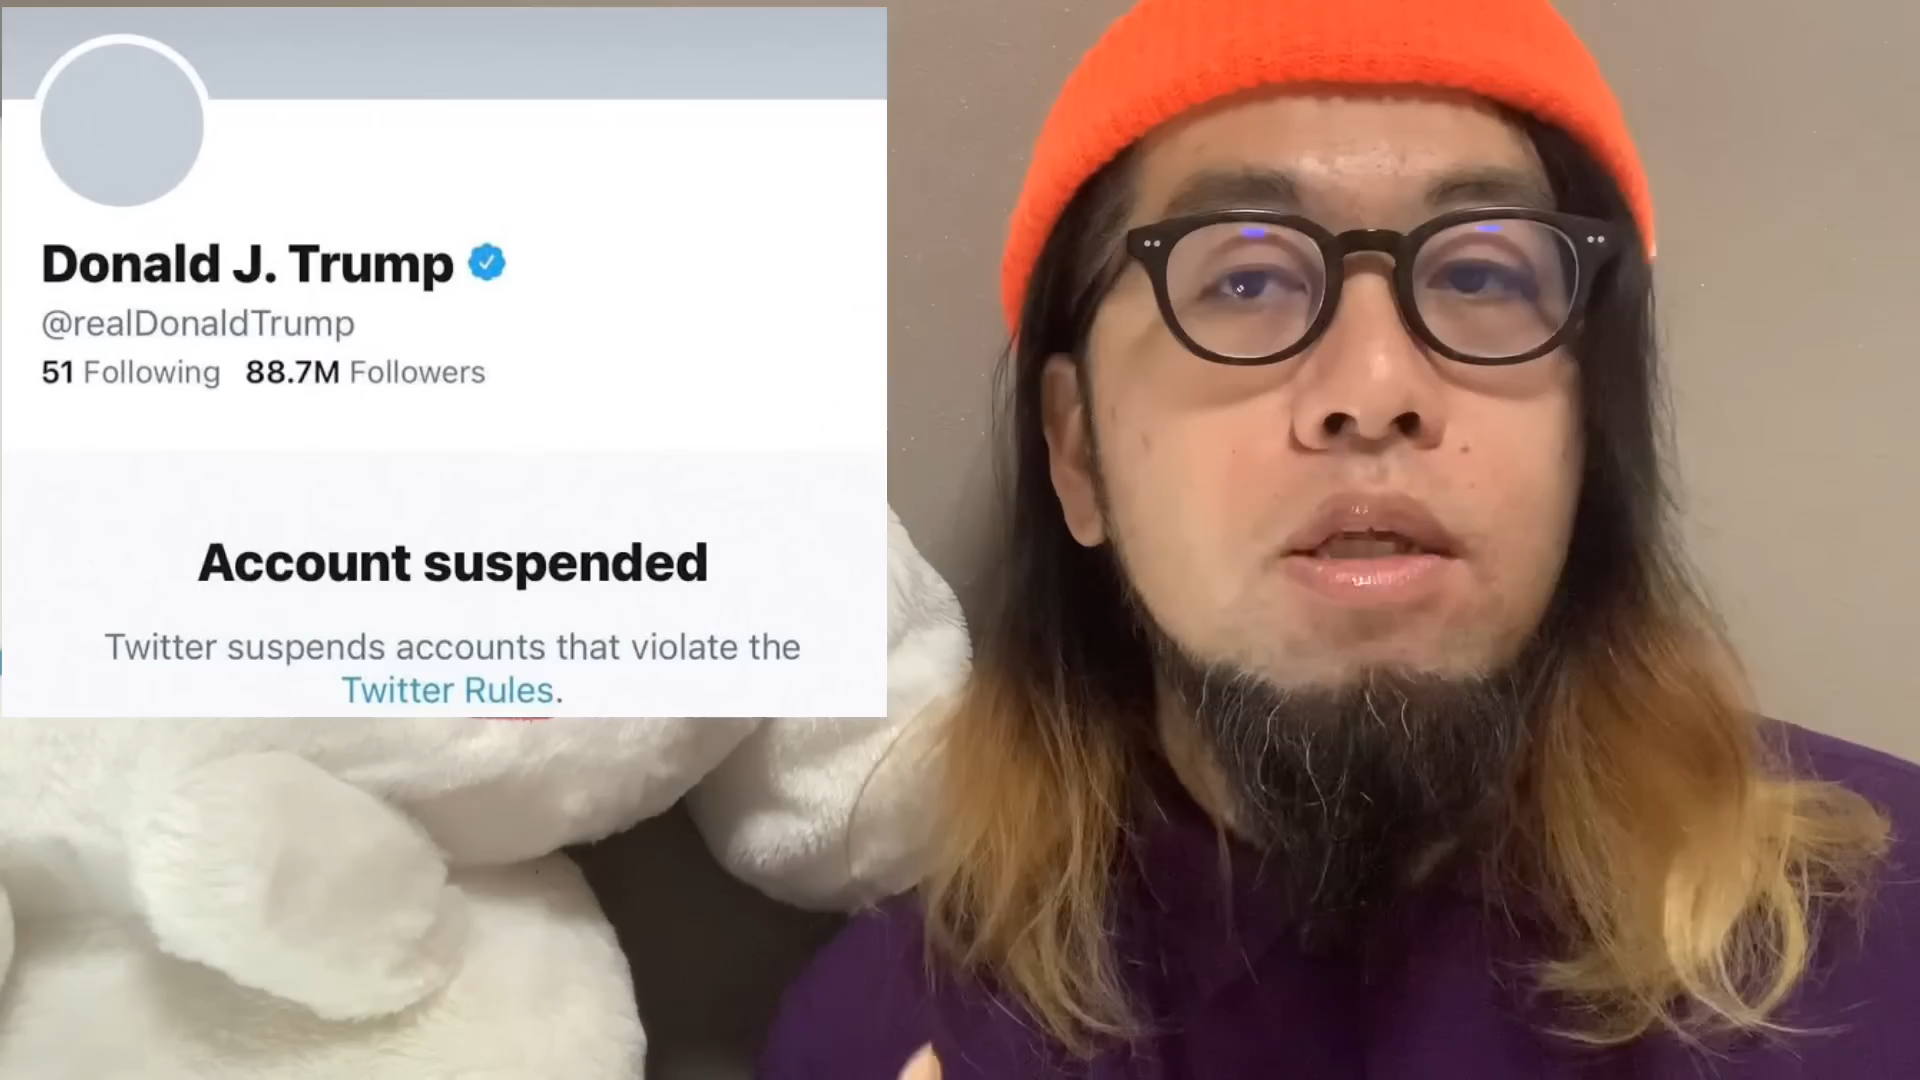 Donald J. Trump
@realDonaldTrump
51 Following 88.7M Followers
Account suspended
Twitter suspends accounts that violate the
Twitter Rules.